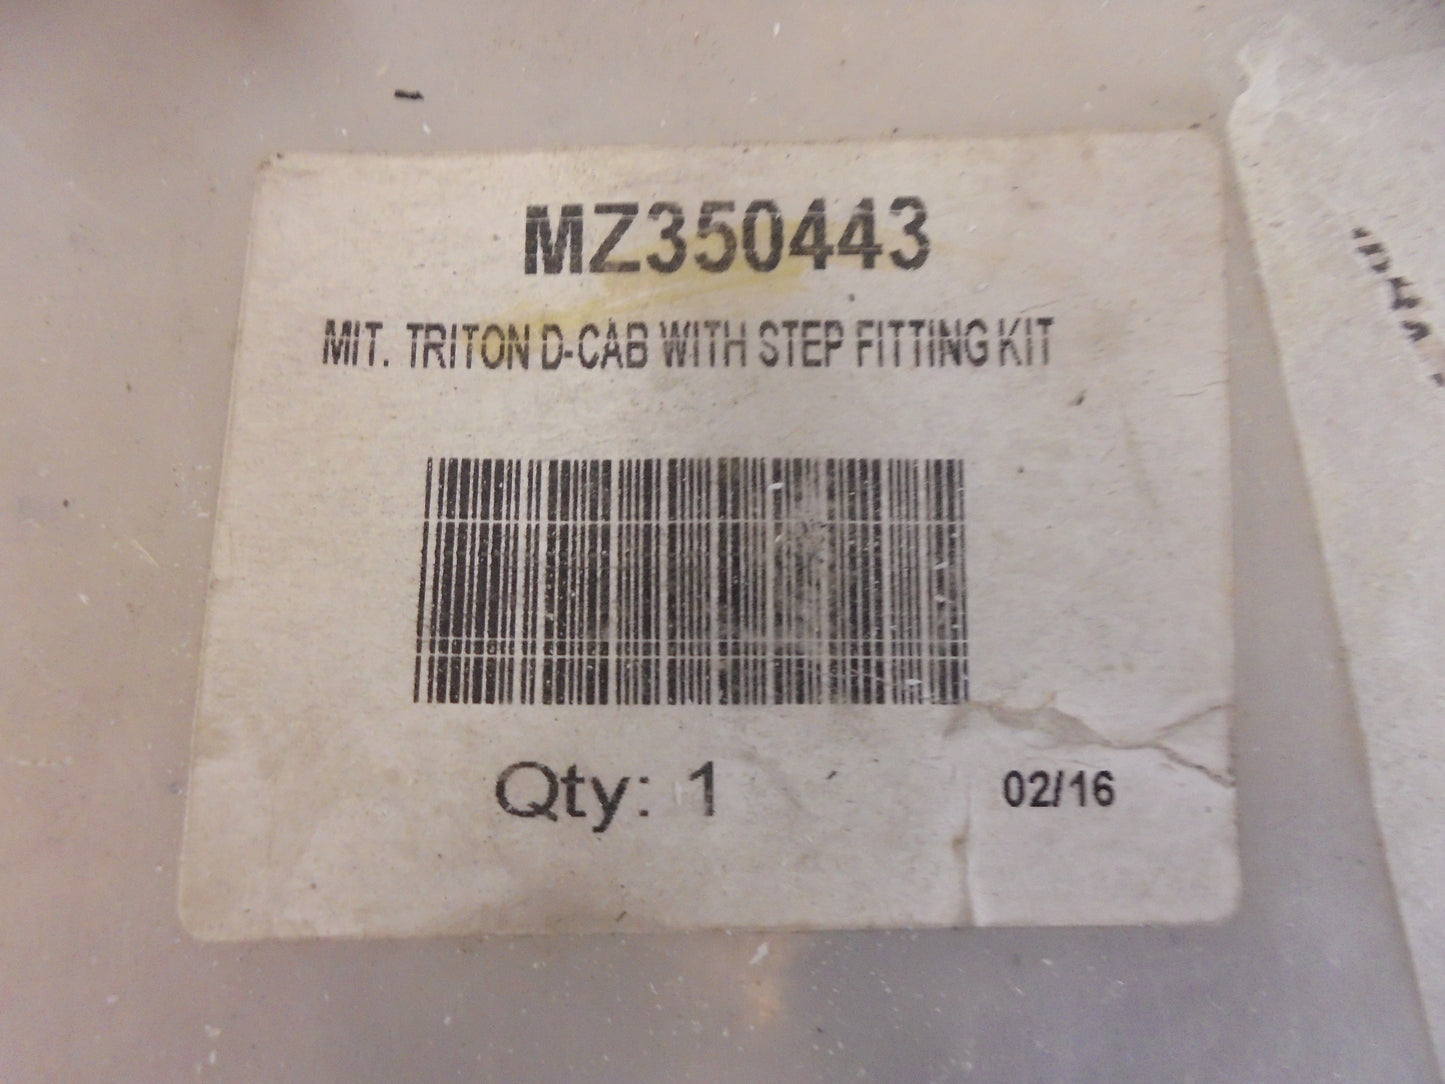 MZ350443
MIT. TRITON D-CAB WITH STEP FITTING KIT
Qty: 1
02/16